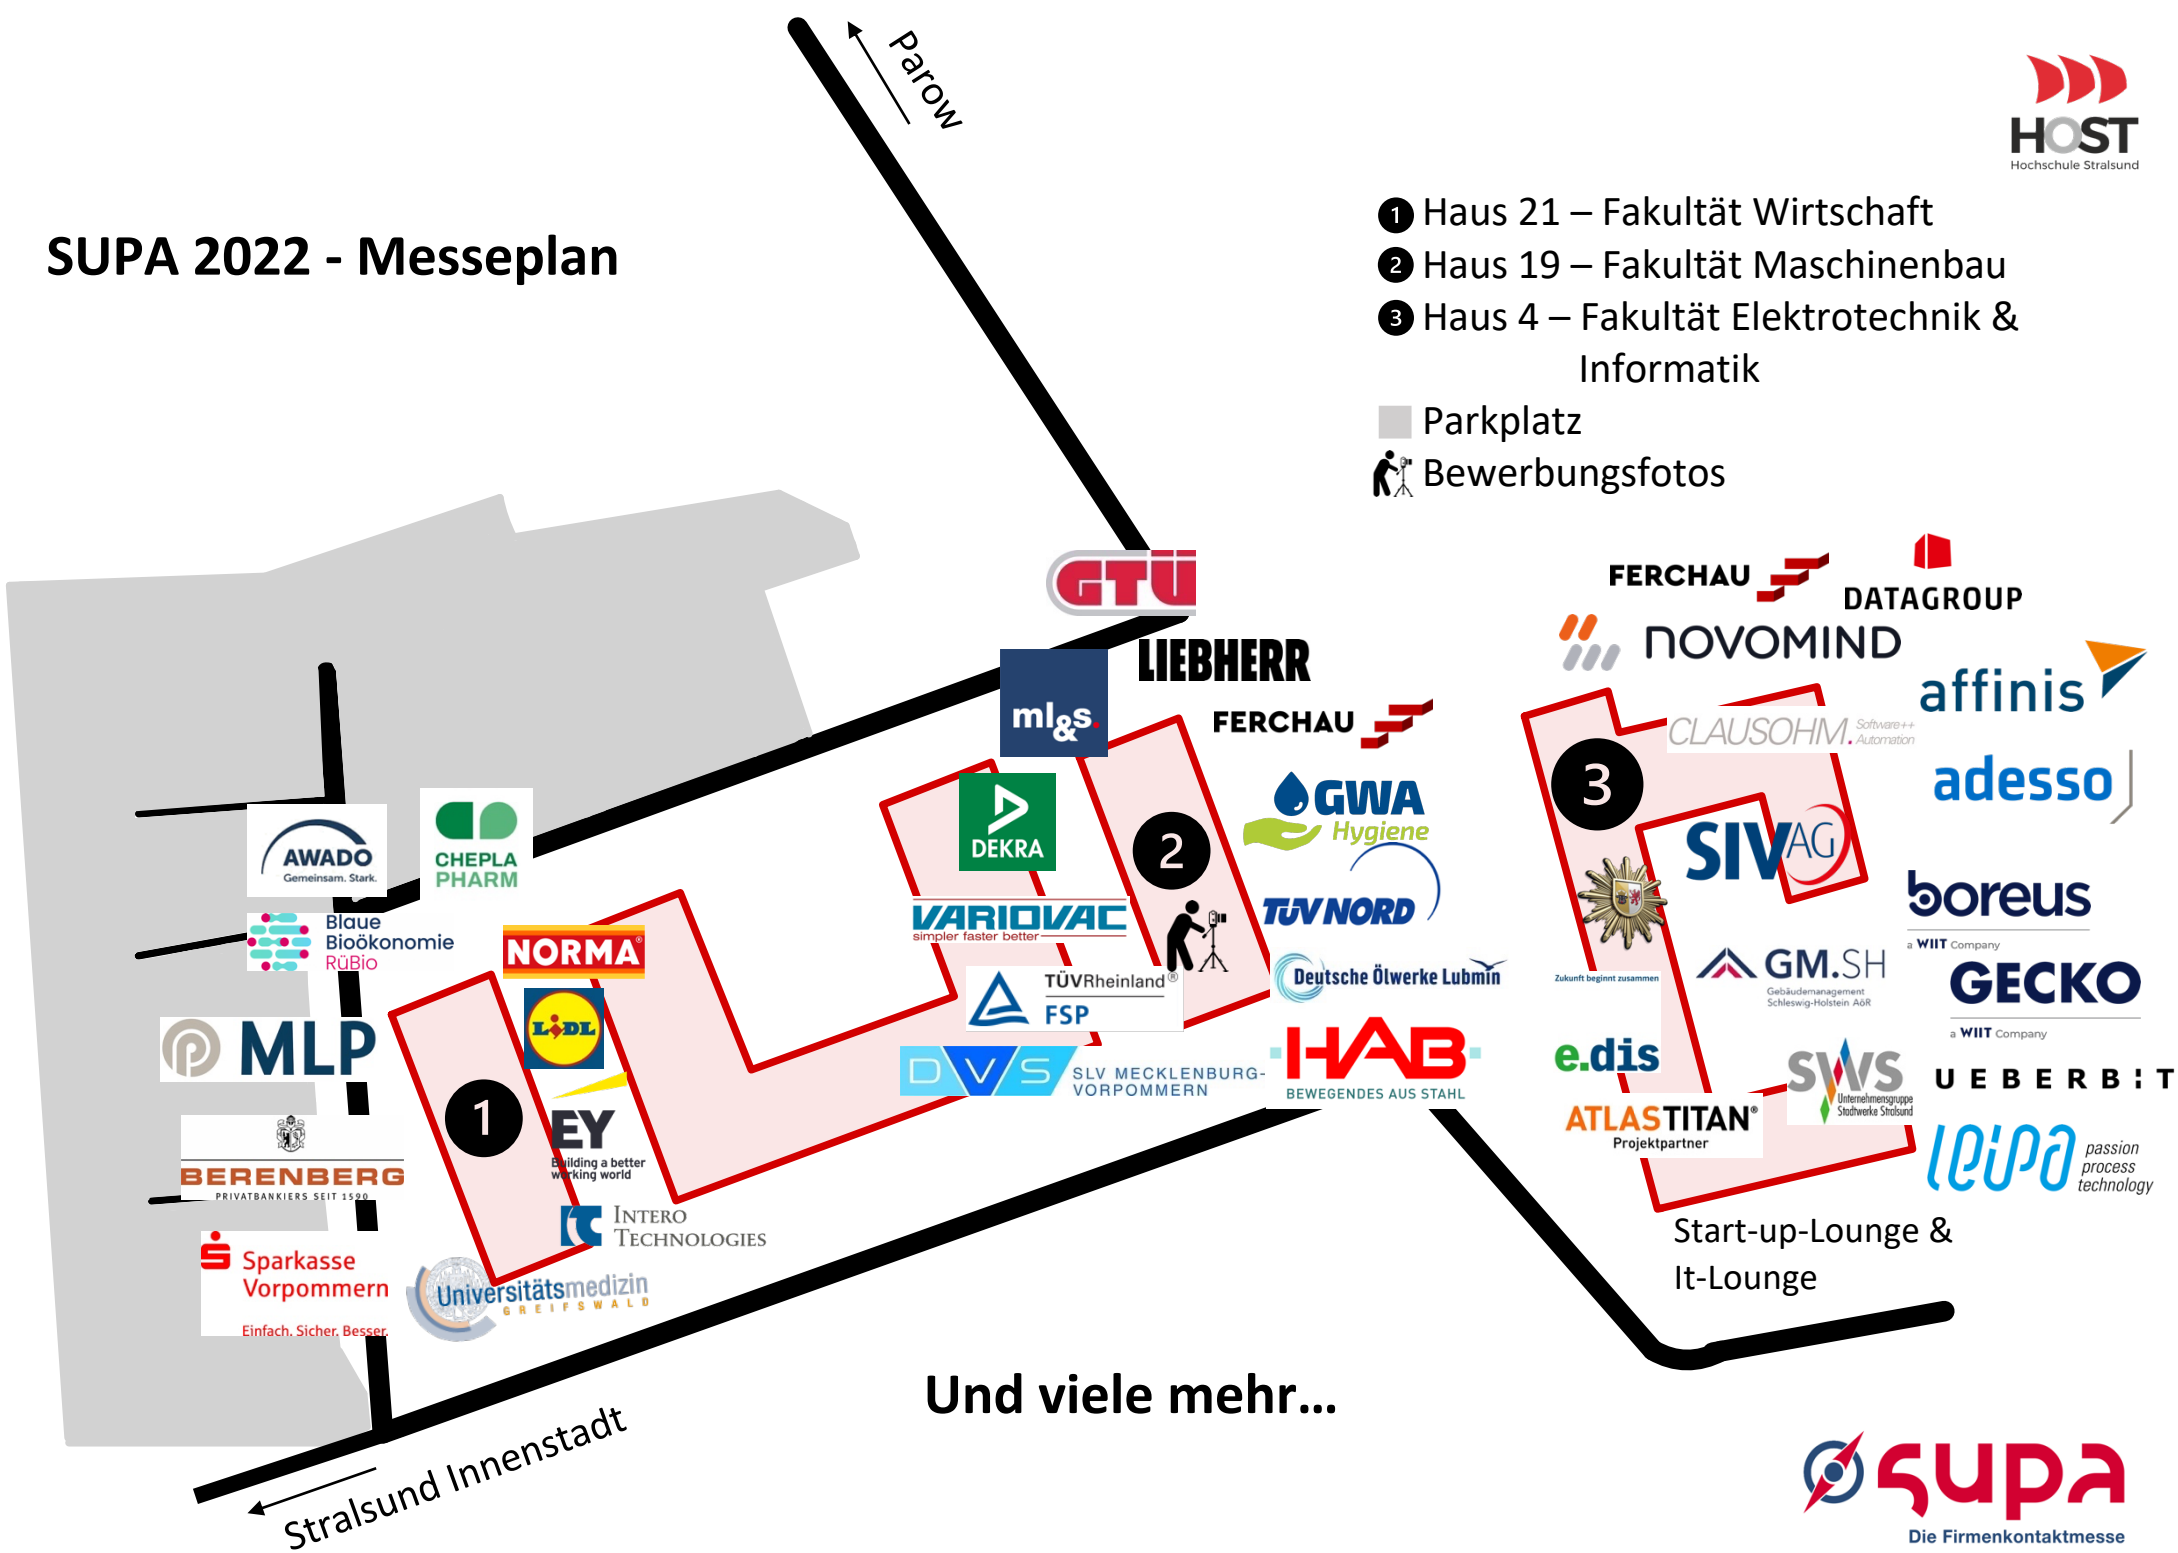 Parow
HOST
Hochschule Stralsund
SUPA 2022 - Messeplan
1 Haus 21 – Fakultät Wirtschaft
2 Haus 19 – Fakultät Maschinenbau
3 Haus 4 – Fakultät Elektrotechnik &
Informatik
Parkplatz
Bewerbungsfotos
GTÜ
LIEBHERR
ml&s.
FERCHAU
DEKRA
2
GWA
Hygiene
VARIOVAC
simpler faster better
TÜV NORD
TÜVRheinland®
FSP
Deutsche Ölwerke Lubmin
DVS
SLV MECKLENBURG-
VORPOMMERN
HAB
BEWEGENDES AUS STAHL
FERCHAU
DATAGROUP
NOVOMIND
affinis
CLAUSOHM. Software++
Automation
3
adesso
SIV AG
boreus
a WIIT Company
Zukunft beginnt zusammen
GM.SH
Gebäudemanagement
Schleswig-Holstein AöR
GECKO
a WIIT Company
e.dis
SWS
Unternehmensgruppe
Stadtwerke Stralsund
UEBERBIT
ATLAS TITAN®
Projektpartner
leipa
passion
process
technology
Start-up-Lounge &
It-Lounge
AWADO
Gemeinsam. Stark.
CHEPLA
PHARM
Blaue
Bioökonomie
RüBio
NORMA®
LIDL
MLP
1
EY
Building a better
working world
BERENBERG
PRIVATBANKIERS SEIT 1590
INTERO
TECHNOLOGIES
Sparkasse
Vorpommern
Einfach. Sicher. Besser.
Universitätsmedizin
GREIFSWALD
Und viele mehr...
Stralsund Innenstadt
supa
Die Firmenkontaktmesse